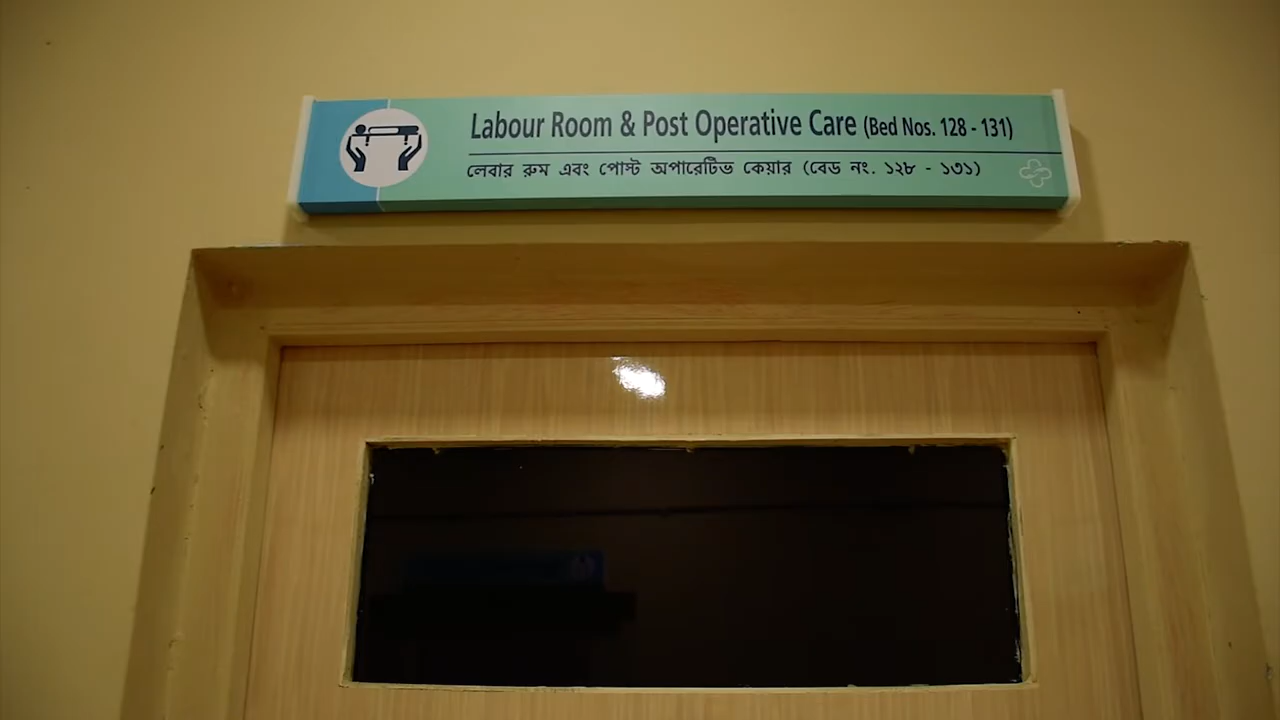 Labour Room & Post Operative Care (Bed Nos. 128 - 131)
লেবার রুম এবং পোস্ট অপারেটিভ কেয়ার (বেড নং. ১২৮ - ১৩১)